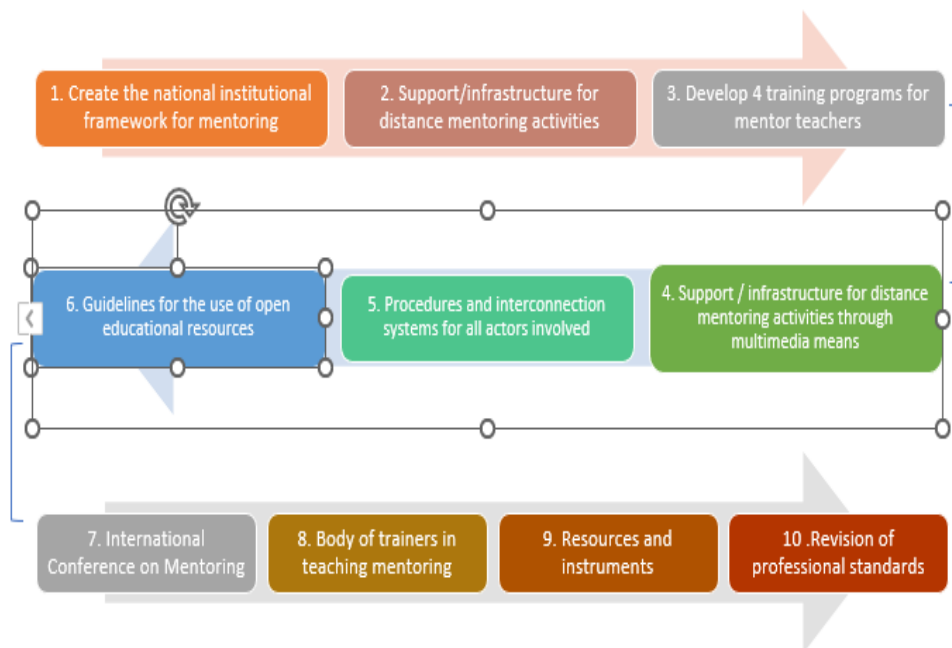 1. Create the national institutional
framework for mentoring
2. Support/infrastructure for
distance mentoring activities
3. Develop 4 training programs for
mentor teachers
6. Guidelines for the use of open
educational resources
5. Procedures and interconnection
systems for all actors involved
4. Support / infrastructure for distance
mentoring activities through
multimedia means
7. International
Conference on Mentoring
8. Body of trainers in
teaching mentoring
9. Resources and
instruments
10 .Revision of
professional standards